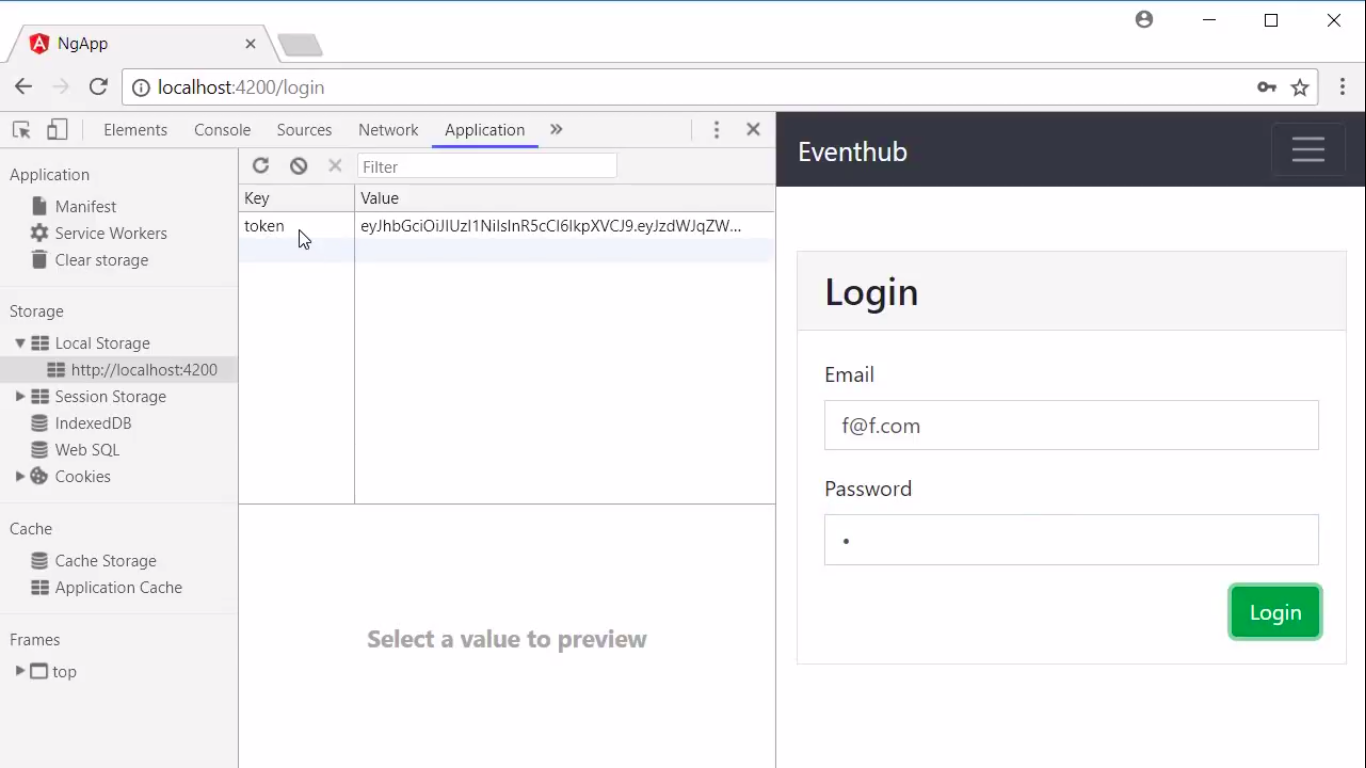 NgApp
localhost:4200/login
Elements Console Sources Network Application
Filter
Key Value
token eyJhbGciOiJIUzI1NiIsInR5cCI6IkpXVCJ9.eyJzdWJqZW...
Application
Manifest
Service Workers
Clear storage
Storage
Local Storage
http://localhost:4200
Session Storage
IndexedDB
Web SQL
Cookies
Cache
Cache Storage
Application Cache
Frames
top
Select a value to preview
Eventhub
Login
Email
f@f.com
Password
Login